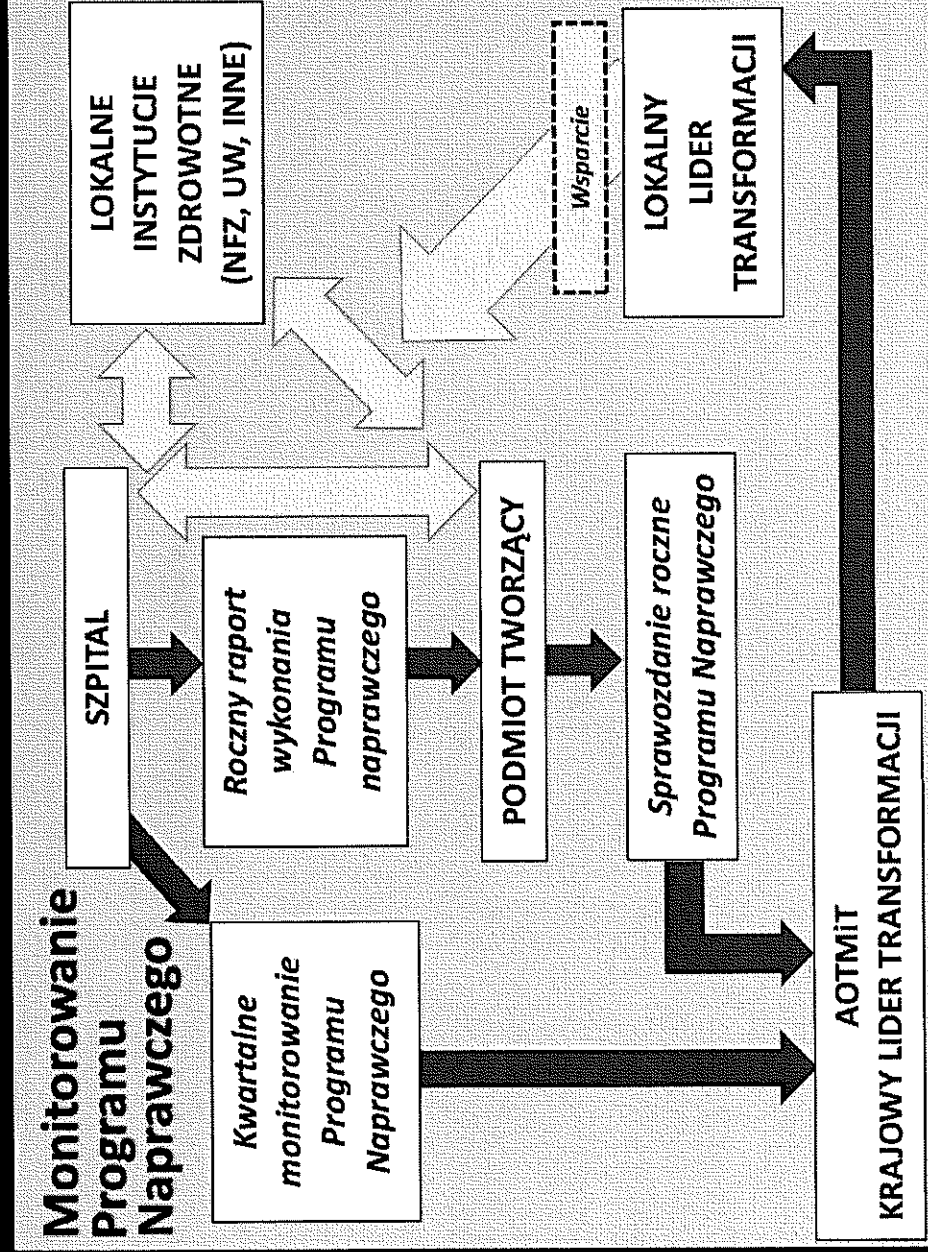 Monitorowanie
Programu
Naprawczego
SZPITAL
LOKALNE
INSTYTUCJE
ZDROWOTNE
(NFZ, UW, INNE)
Kwartalne
monitorowanie
Programu
Naprawczego
Roczny raport
wykonania
Programu
naprawczego
PODMIOT TWORZĄCY
Wsparcie
Sprawozdanie roczne
Programu Naprawczego
LOKALNY
LIDER
TRANSFORMACJI
AOTMiT
KRAJOWY LIDER TRANSFORMACJI